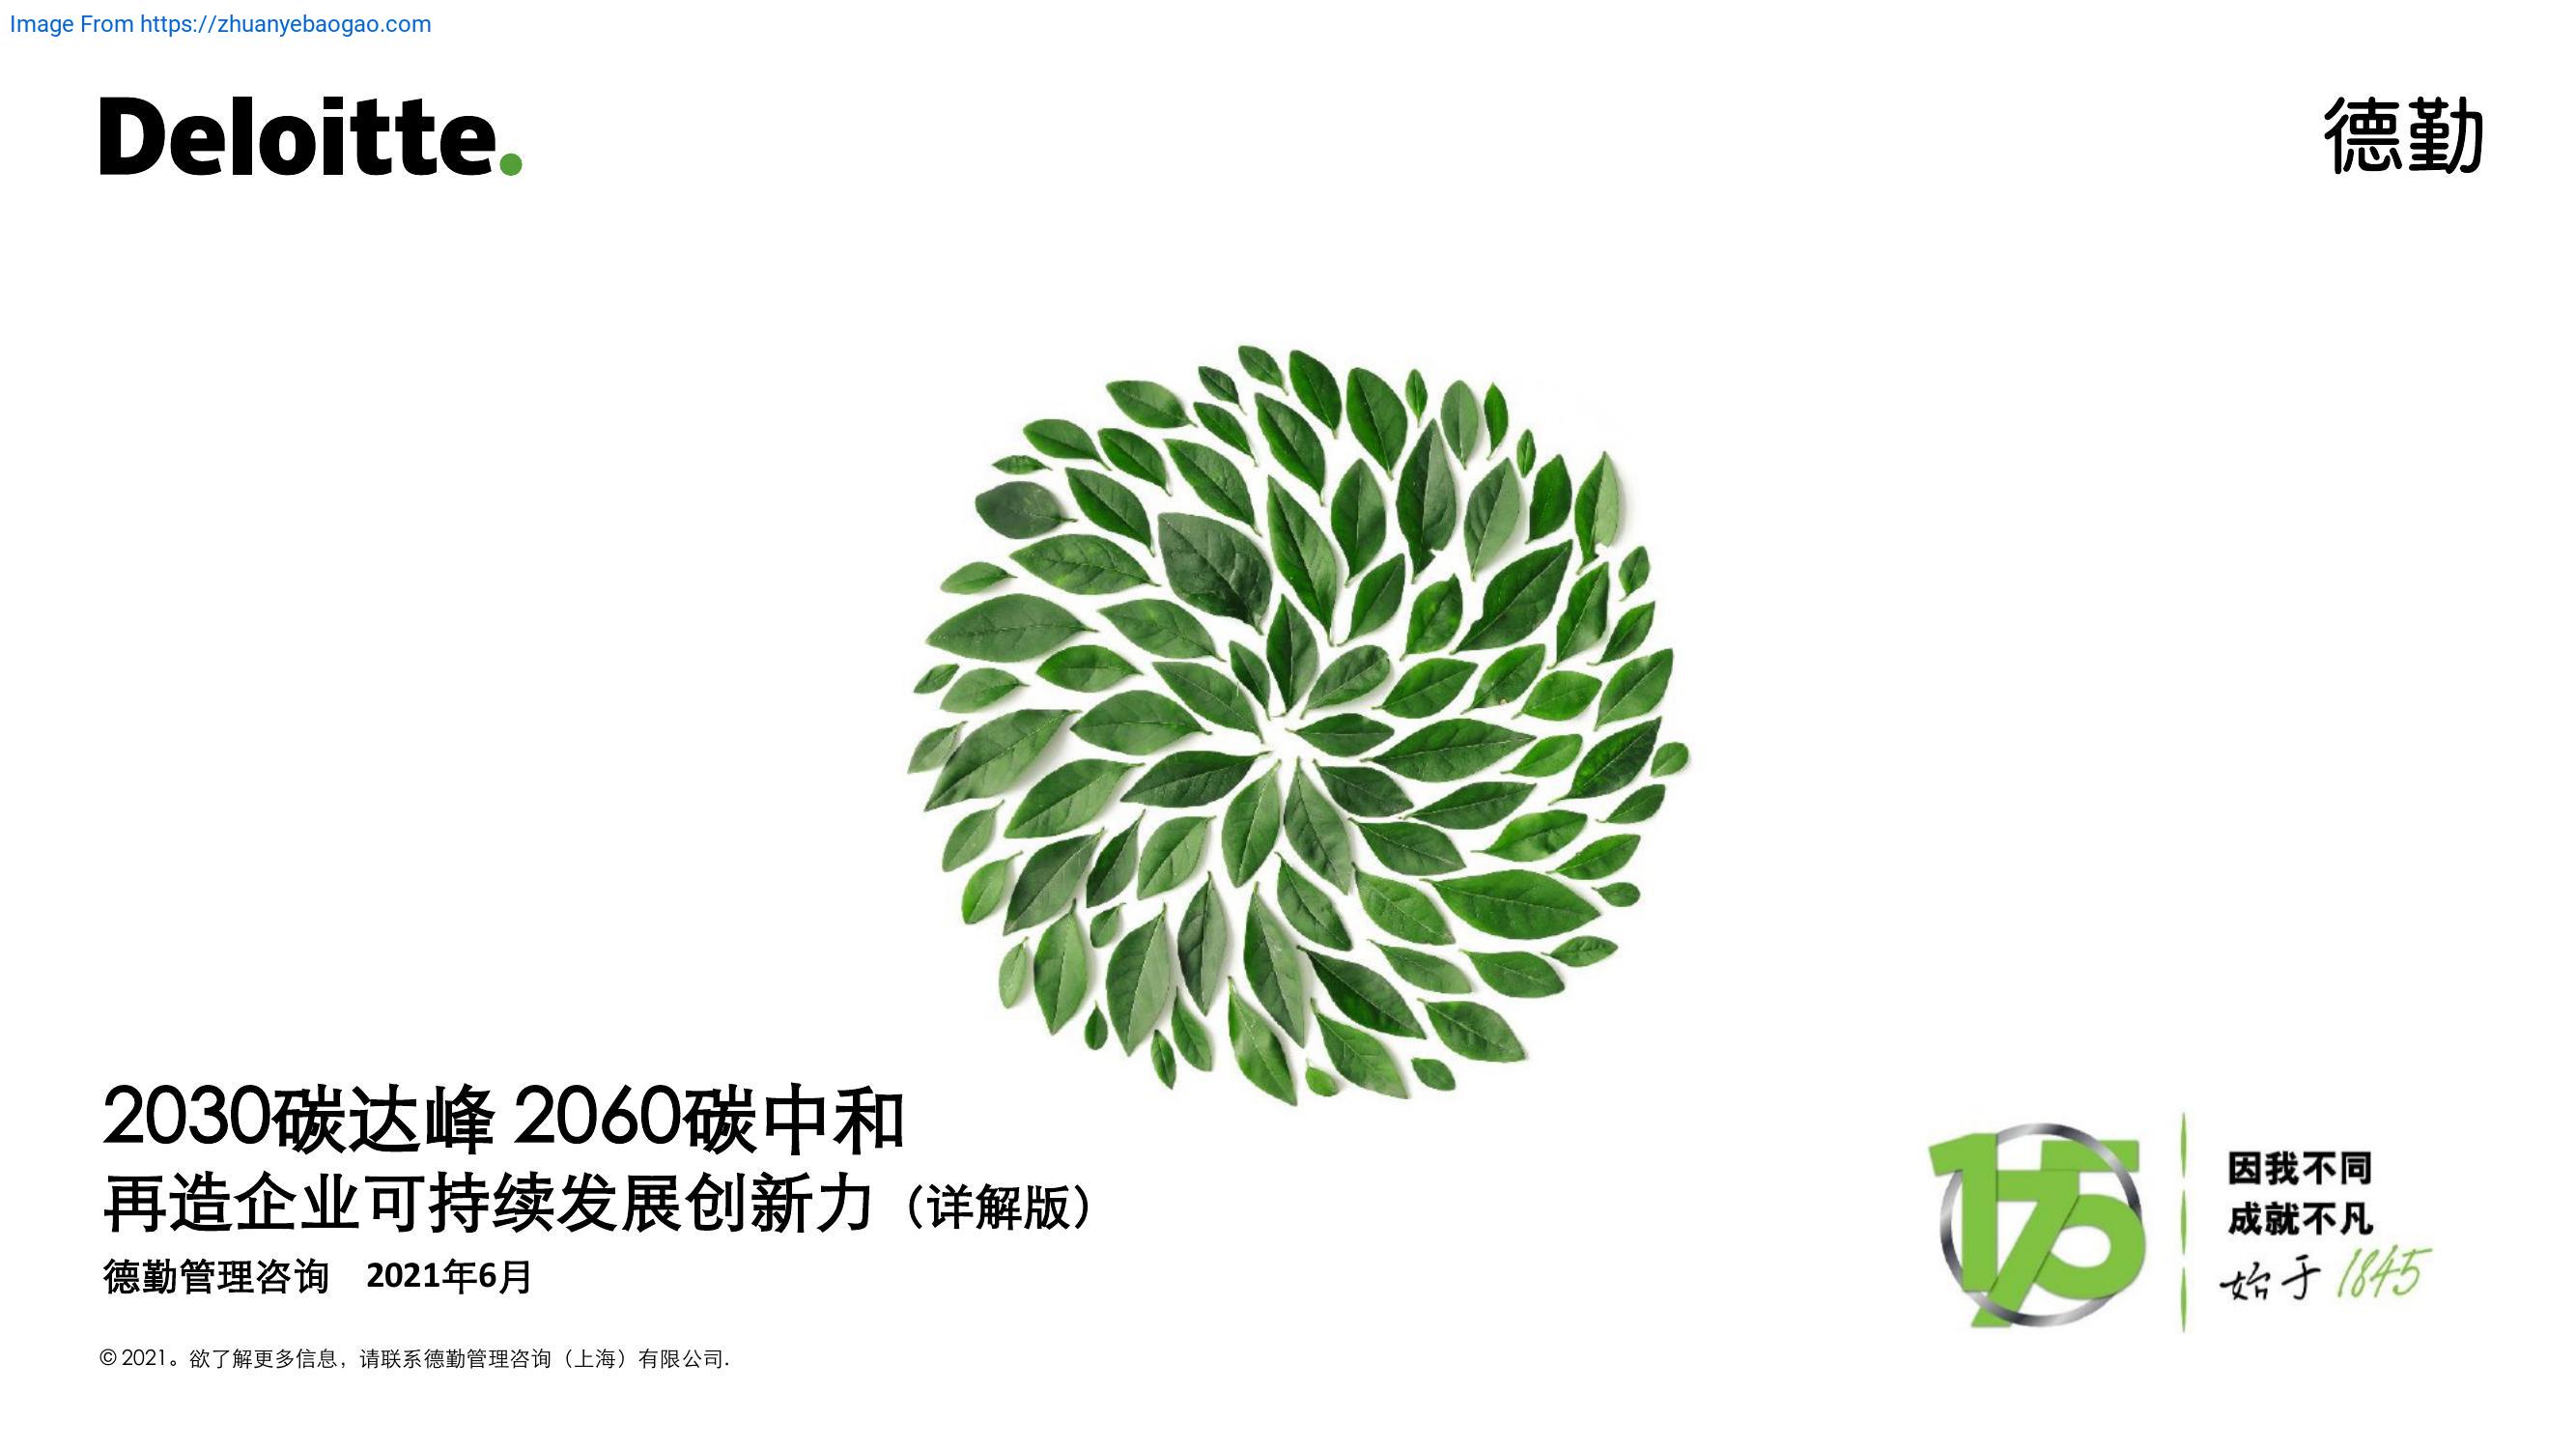 Image From https://zhuanyebaogao.com
Deloitte.
德勤
2030碳达峰 2060碳中和
再造企业可持续发展创新力（详解版）
德勤管理咨询 2021年6月
© 2021。欲了解更多信息，请联系德勤管理咨询（上海）有限公司.
175
因我不同
成就不凡
始于 1845